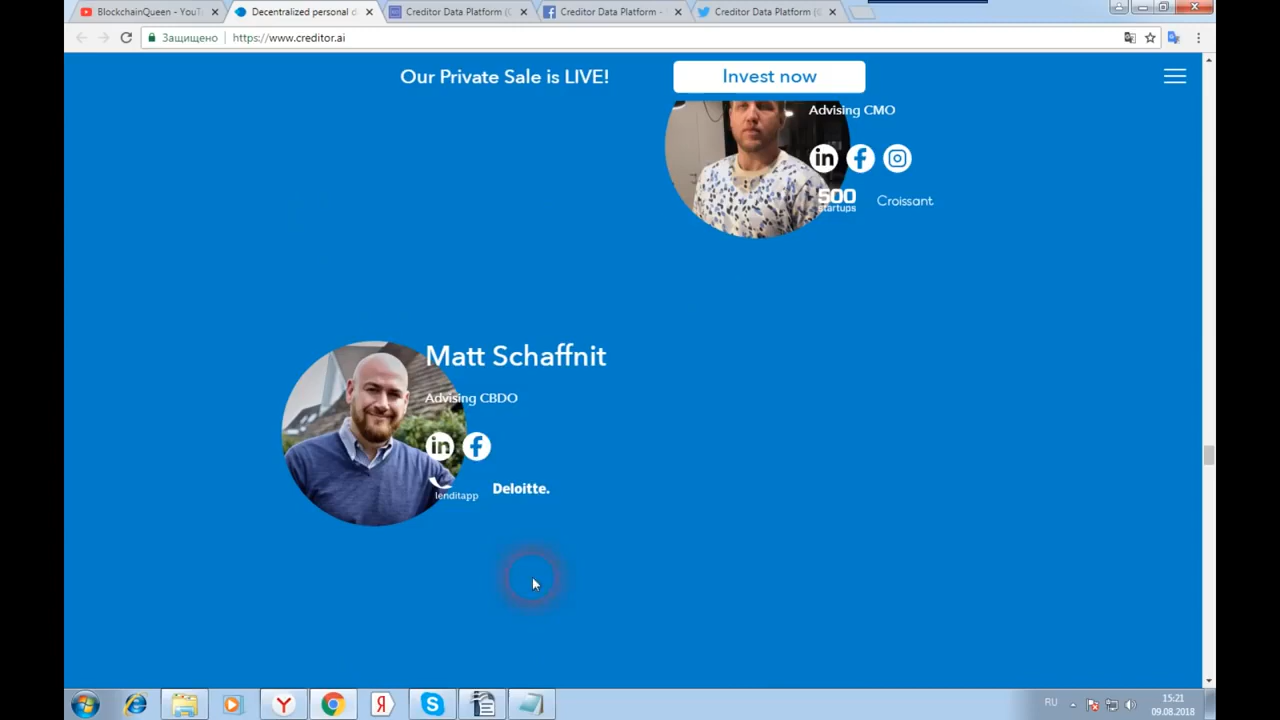 BlockchainQueen - YouT
Decentralized personal d
Creditor Data Platform (C
Creditor Data Platform -
Creditor Data Platform (C
Защищено
https://www.creditor.ai
Our Private Sale is LIVE!
Invest now
Advising CMO
500
startups
Croissant
Matt Schaffnit
Advising CBDO
lenditapp
Deloitte.
RU
15:21
09.08.2018